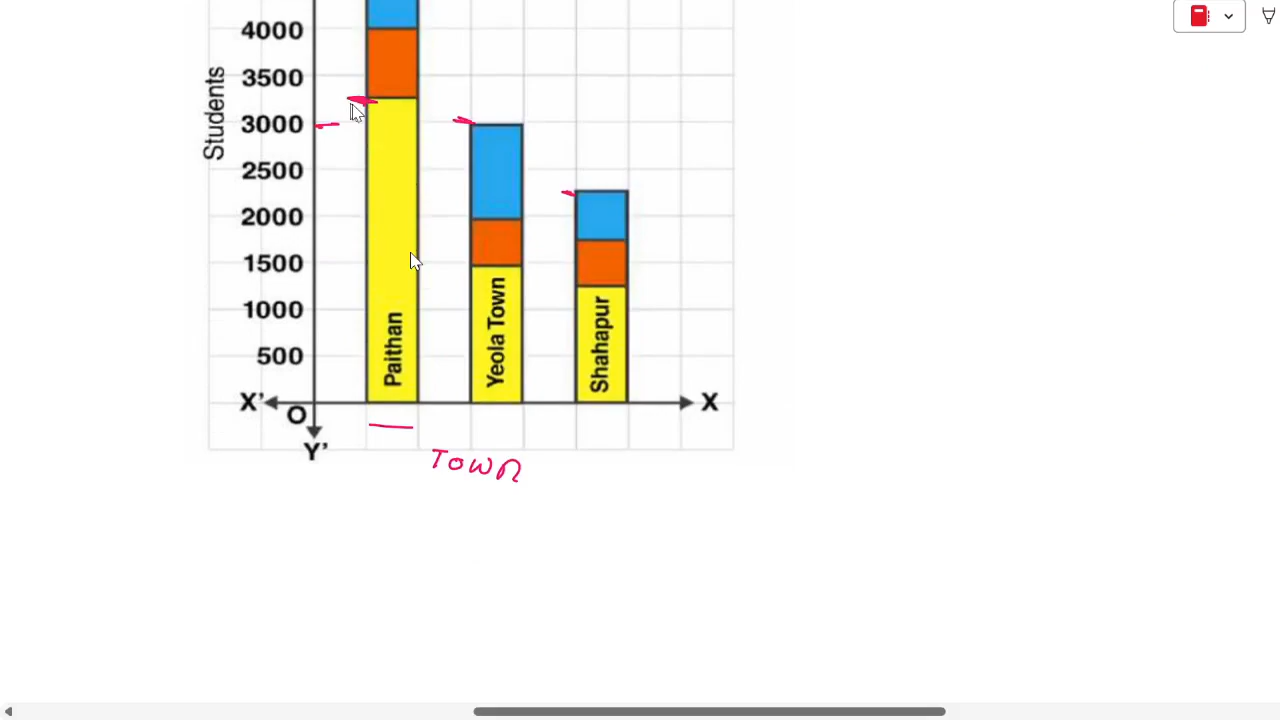 4000
3500
3000
2500
2000
1500
1000
500
Students
Paithan
Yeola Town
Shahapur
X'
O
X
Y'
Town